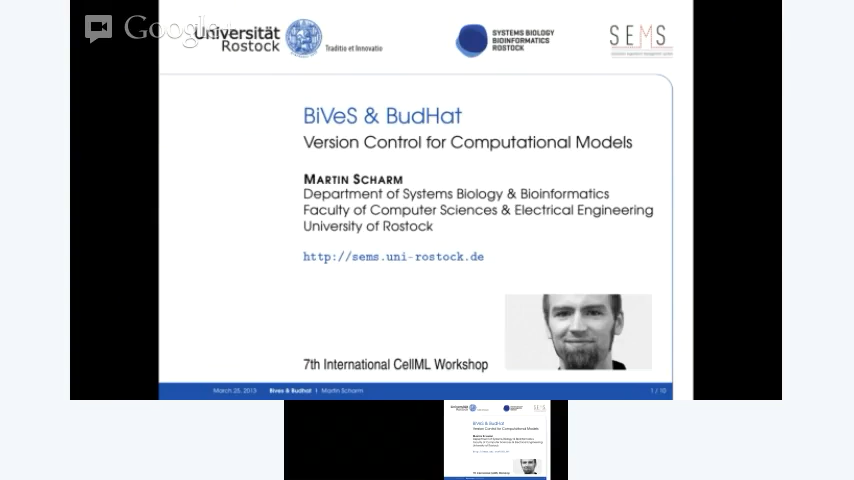 Google+
Universität
Rostock
Traditio et Innovatio
SYSTEMS BIOLOGY
BIOINFORMATICS
ROSTOCK
SEMS
BiVeS & BudHat
Version Control for Computational Models
MARTIN SCHARM
Department of Systems Biology & Bioinformatics
Faculty of Computer Sciences & Electrical Engineering
University of Rostock
http://sems.uni-rostock.de
7th International CellML Workshop
March 25, 2013 Bives & Budhat | Martin Scharm 1 / 10